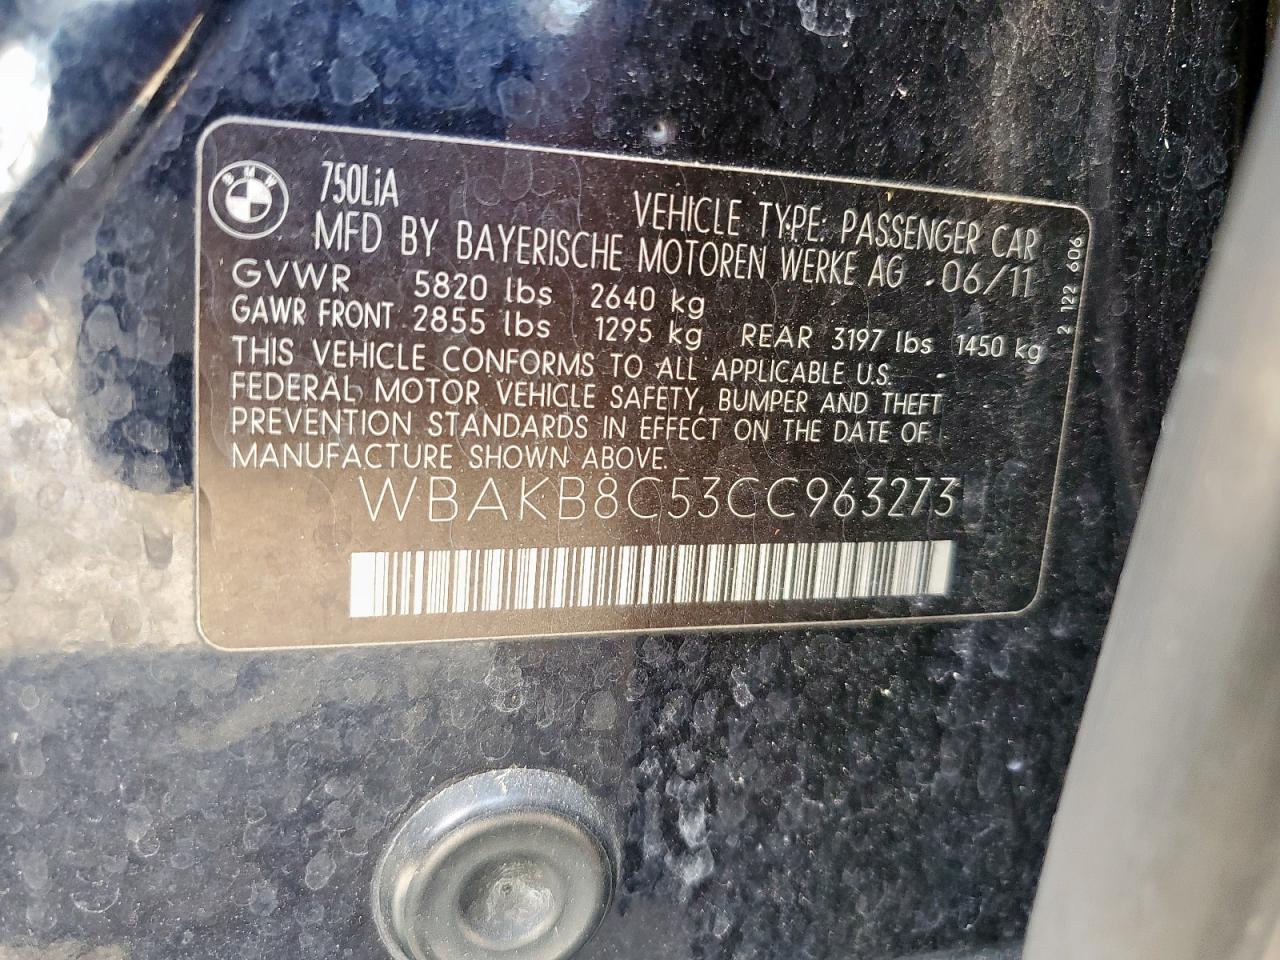 BMW
750LiA
VEHICLE TYPE: PASSENGER CAR
MFD BY BAYERISCHE MOTOREN WERKE AG 06/11
GVWR 5820 lbs 2640 kg
GAWR FRONT 2855 lbs 1295 kg REAR 3197 lbs 1450 kg
THIS VEHICLE CONFORMS TO ALL APPLICABLE U.S.
FEDERAL MOTOR VEHICLE SAFETY, BUMPER AND THEFT
PREVENTION STANDARDS IN EFFECT ON THE DATE OF
MANUFACTURE SHOWN ABOVE.
WBAKB8C53CC963273
2 122 606